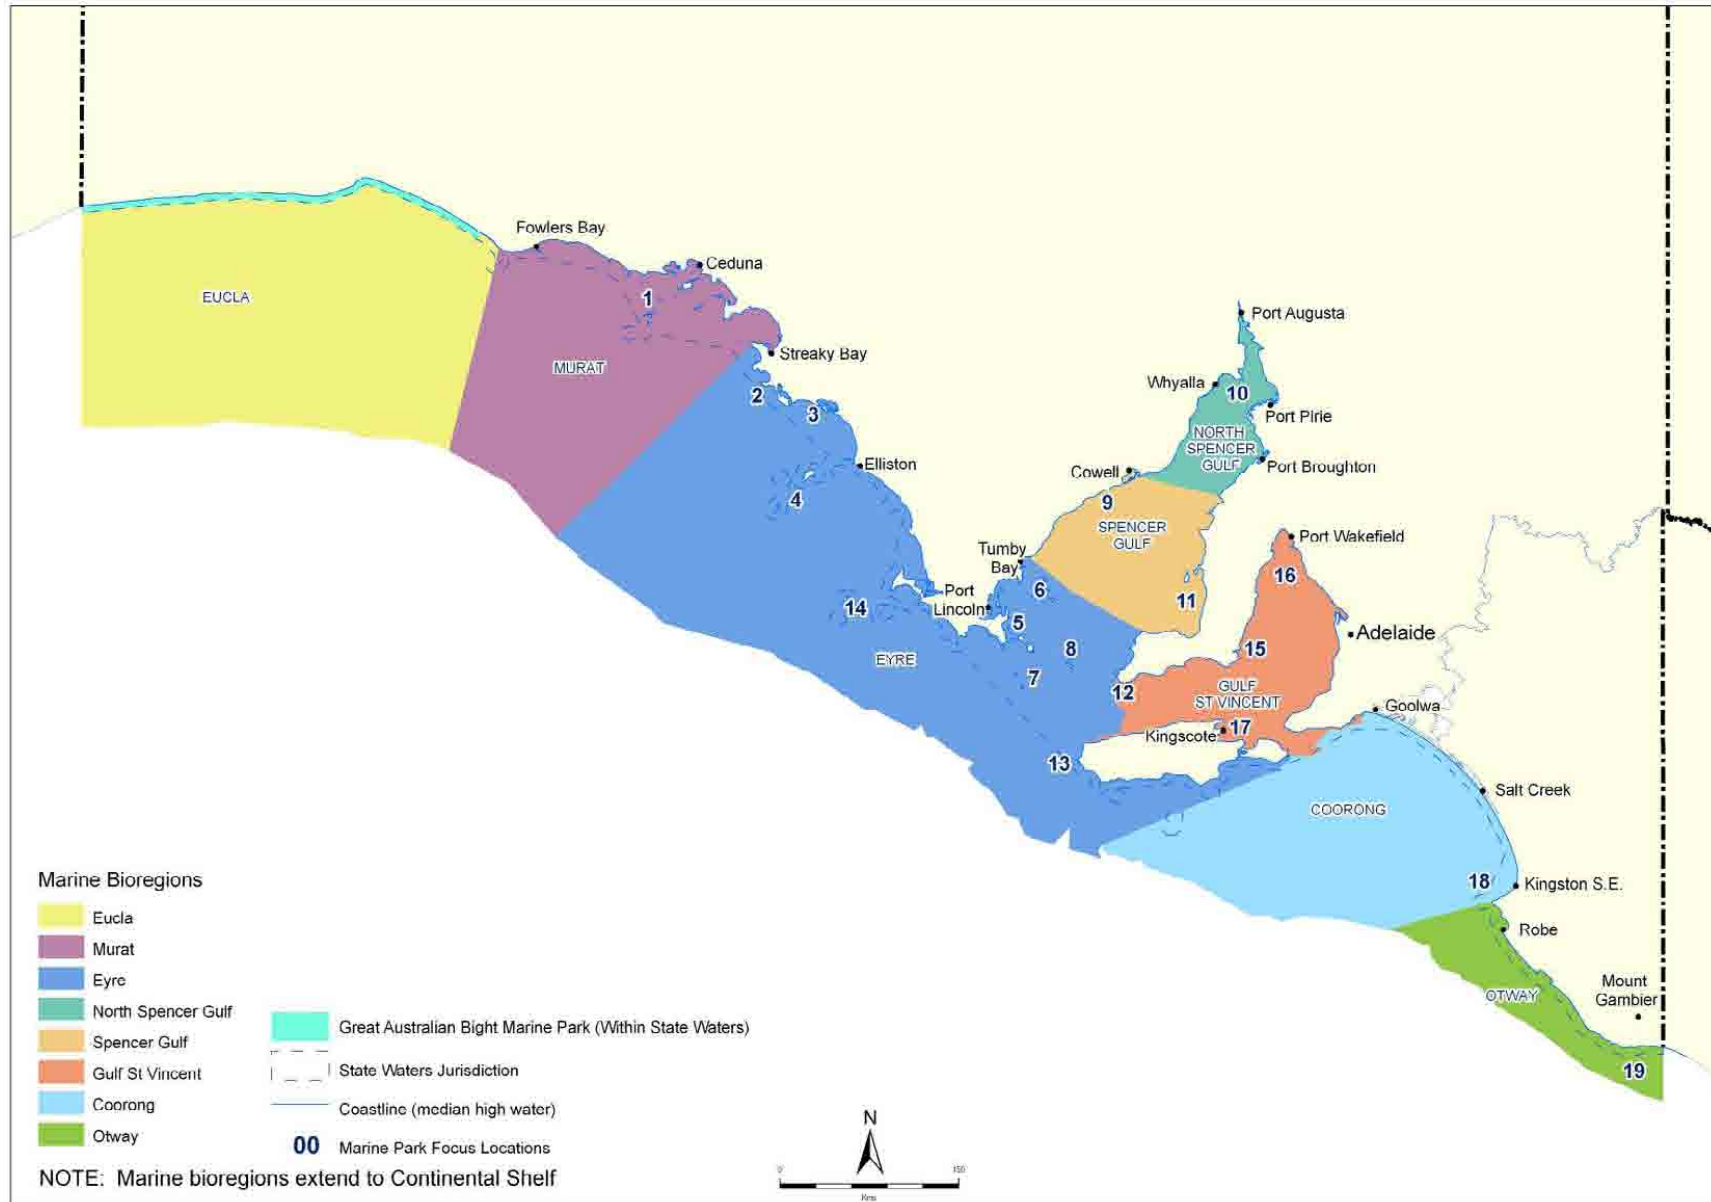 Fowlers Bay
Ceduna
EUCLA
1
Port Augusta
Streaky Bay
MURAT
Whyalla
10
2
3
Port Pirie
NORTH
SPENCER
GULF
Elliston
Cowell
Port Broughton
4
9
SPENCER
GULF
Port Wakefield
Tumby
Bay
16
6
Port
Lincoln
11
14
5
Adelaide
8
15
EYRE
7
12
GULF
ST VINCENT
Goolwa
Kingscote
17
13
Salt Creek
COORONG
18
Kingston S.E.
Robe
Mount
Gambier
OTWAY
19
Marine Bioregions
Eucla
Murat
Eyre
North Spencer Gulf
Spencer Gulf
Gulf St Vincent
Coorong
Otway
Great Australian Bight Marine Park (Within State Waters)
State Waters Jurisdiction
Coastline (median high water)
00 Marine Park Focus Locations
NOTE: Marine bioregions extend to Continental Shelf
N
0 150
Kms